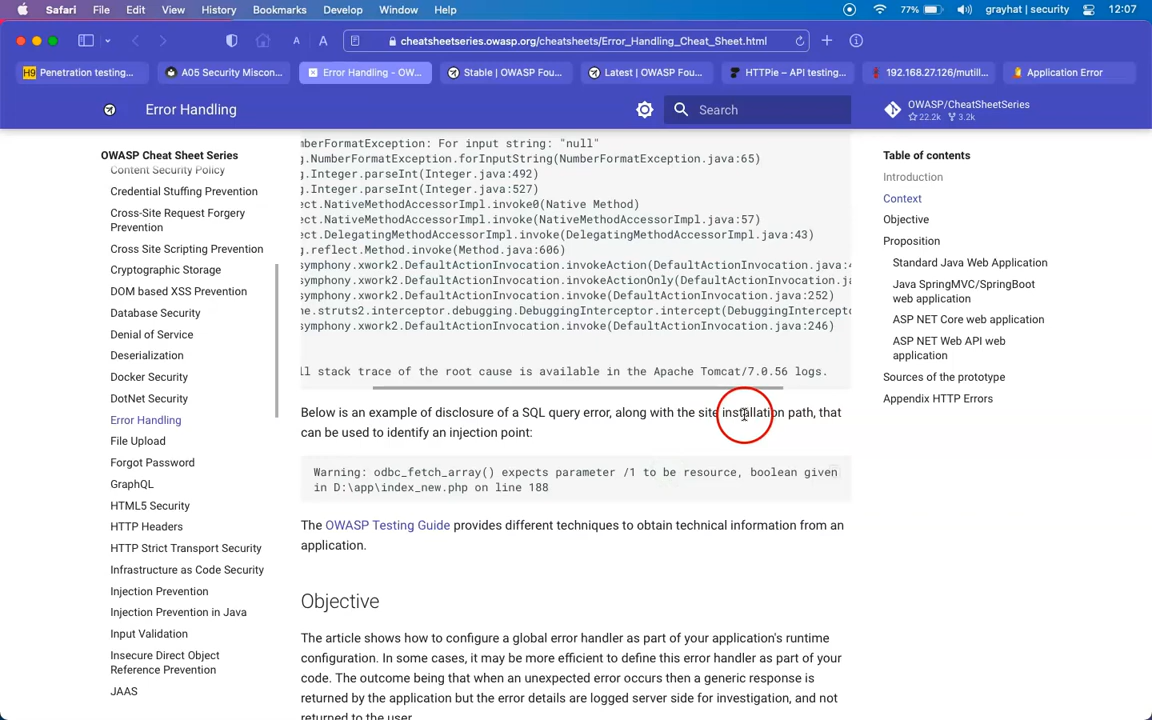 Safari File Edit View History Bookmarks Develop Window Help 77% grayhat | security 12:07
A A cheatsheetseries.owasp.org/cheatsheets/Error_Handling_Cheat_Sheet.html
H9 Penetration testing... A05 Security Miscon... Error Handling - OW... Stable | OWASP Fou... Latest | OWASP Fou... HTTPie – API testing... 192.168.27.126/mutill... Application Error
Error Handling Search OWASP/CheatSheetSeries
22.2k 3.2k
OWASP Cheat Sheet Series
Content Security Policy
Credential Stuffing Prevention
Cross-Site Request Forgery
Prevention
Cross Site Scripting Prevention
Cryptographic Storage
DOM based XSS Prevention
Database Security
Denial of Service
Deserialization
Docker Security
DotNet Security
Error Handling
File Upload
Forgot Password
GraphQL
HTML5 Security
HTTP Headers
HTTP Strict Transport Security
Infrastructure as Code Security
Injection Prevention
Injection Prevention in Java
Input Validation
Insecure Direct Object
Reference Prevention
JAAS
mberFormatException: For input string: "null"
g.NumberFormatException.forInputString(NumberFormatException.java:65)
g.Integer.parseInt(Integer.java:492)
g.Integer.parseInt(Integer.java:527)
ect.NativeMethodAccessorImpl.invoke0(Native Method)
ect.NativeMethodAccessorImpl.invoke(NativeMethodAccessorImpl.java:57)
ect.DelegatingMethodAccessorImpl.invoke(DelegatingMethodAccessorImpl.java:43)
g.reflect.Method.invoke(Method.java:606)
symphony.xwork2.DefaultActionInvocation.invokeAction(DefaultActionInvocation.java:4
symphony.xwork2.DefaultActionInvocation.invokeActionOnly(DefaultActionInvocation.ja
symphony.xwork2.DefaultActionInvocation.invoke(DefaultActionInvocation.java:252)
he.struts2.interceptor.debugging.DebuggingInterceptor.intercept(DebuggingIntercepto
symphony.xwork2.DefaultActionInvocation.invoke(DefaultActionInvocation.java:246)
ll stack trace of the root cause is available in the Apache Tomcat/7.0.56 logs.
Below is an example of disclosure of a SQL query error, along with the site installation path, that
can be used to identify an injection point:
Warning: odbc_fetch_array() expects parameter /1 to be resource, boolean given
in D:\app\index_new.php on line 188
The OWASP Testing Guide provides different techniques to obtain technical information from an
application.
Objective
The article shows how to configure a global error handler as part of your application's runtime
configuration. In some cases, it may be more efficient to define this error handler as part of your
code. The outcome being that when an unexpected error occurs then a generic response is
returned by the application but the error details are logged server side for investigation, and not
returned to the user.
Table of contents
Introduction
Context
Objective
Proposition
Standard Java Web Application
Java SpringMVC/SpringBoot
web application
ASP NET Core web application
ASP NET Web API web
application
Sources of the prototype
Appendix HTTP Errors